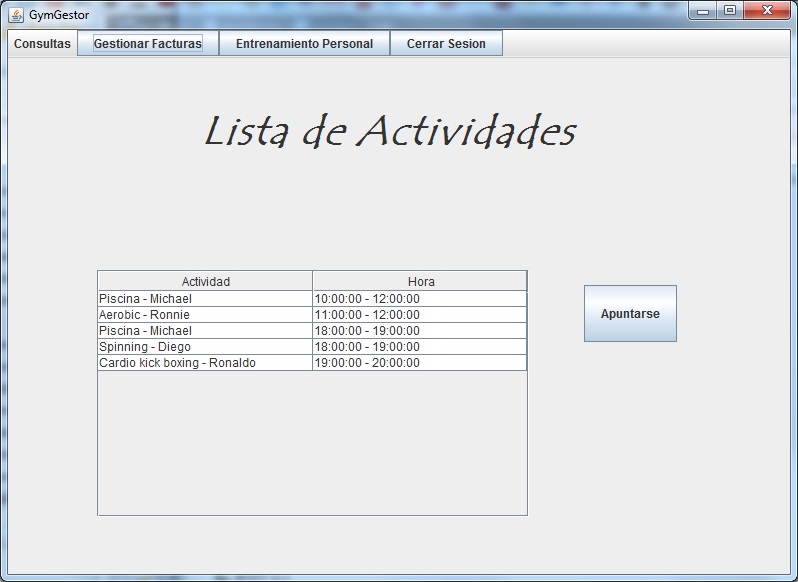 GymGestor
Consultas Gestionar Facturas Entrenamiento Personal Cerrar Sesion
Lista de Actividades
Actividad Hora
Piscina - Michael 10:00:00 - 12:00:00
Aerobic - Ronnie 11:00:00 - 12:00:00
Piscina - Michael 18:00:00 - 19:00:00
Spinning - Diego 18:00:00 - 19:00:00
Cardio kick boxing - Ronaldo 19:00:00 - 20:00:00
Apuntarse